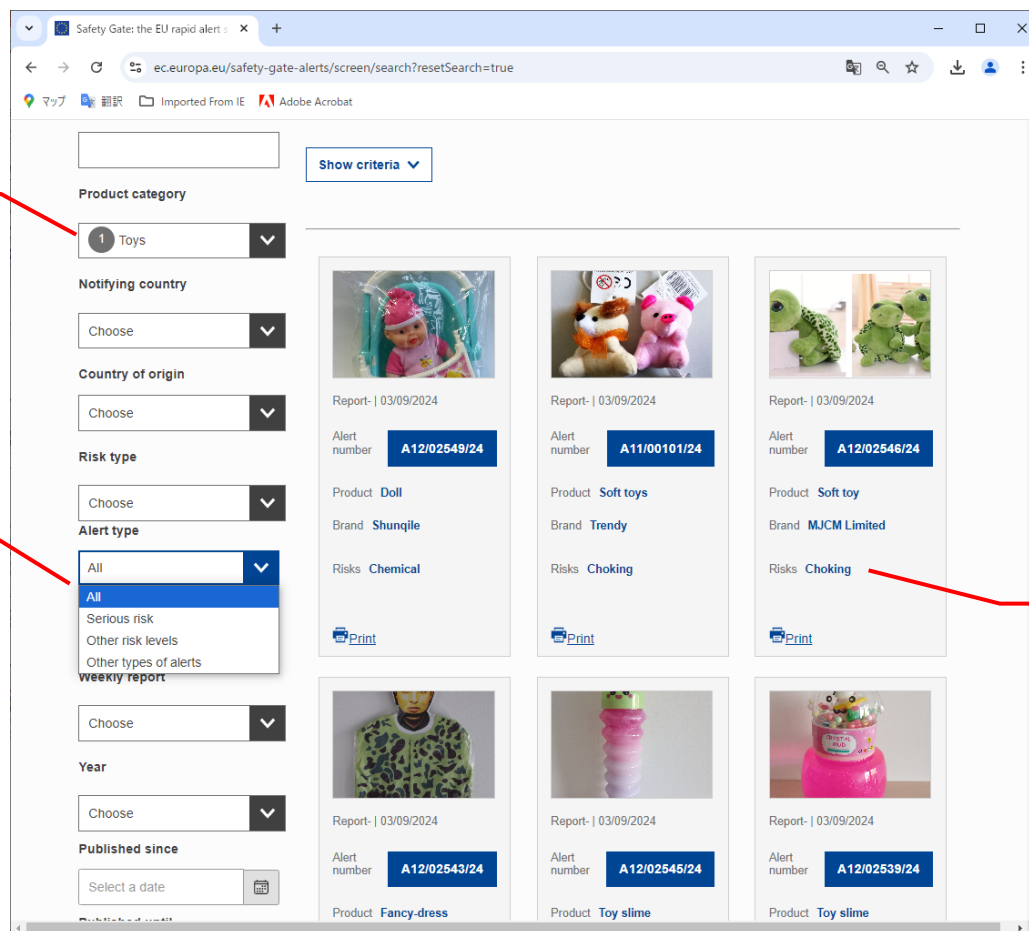 Safety Gate: the EU rapid alert s
ec.europa.eu/safety-gate-alerts/screen/search?resetSearch=true
マップ 翻訳 Imported From IE Adobe Acrobat
Show criteria
Product category
1 Toys
Notifying country
Choose
Country of origin
Choose
Risk type
Choose
Alert type
All
All
Serious risk
Other risk levels
Other types of alerts
Weekly report
Choose
Year
Choose
Published since
Select a date
Published until
Report- | 03/09/2024
Alert number A12/02549/24
Product Doll
Brand Shunqile
Risks Chemical
Print
Report- | 03/09/2024
Alert number A11/00101/24
Product Soft toys
Brand Trendy
Risks Choking
Print
Report- | 03/09/2024
Alert number A12/02546/24
Product Soft toy
Brand MJCM Limited
Risks Choking
Print
Report- | 03/09/2024
Alert number A12/02543/24
Product Fancy-dress
Report- | 03/09/2024
Alert number A12/02545/24
Product Toy slime
CRYSTAL
MUD
Report- | 03/09/2024
Alert number A12/02539/24
Product Toy slime